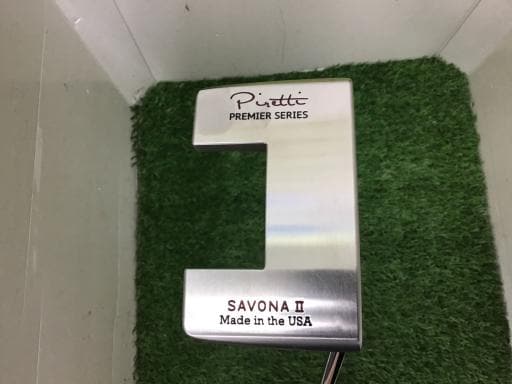 Piretti
PREMIER SERIES
SAVONA II
Made in the USA